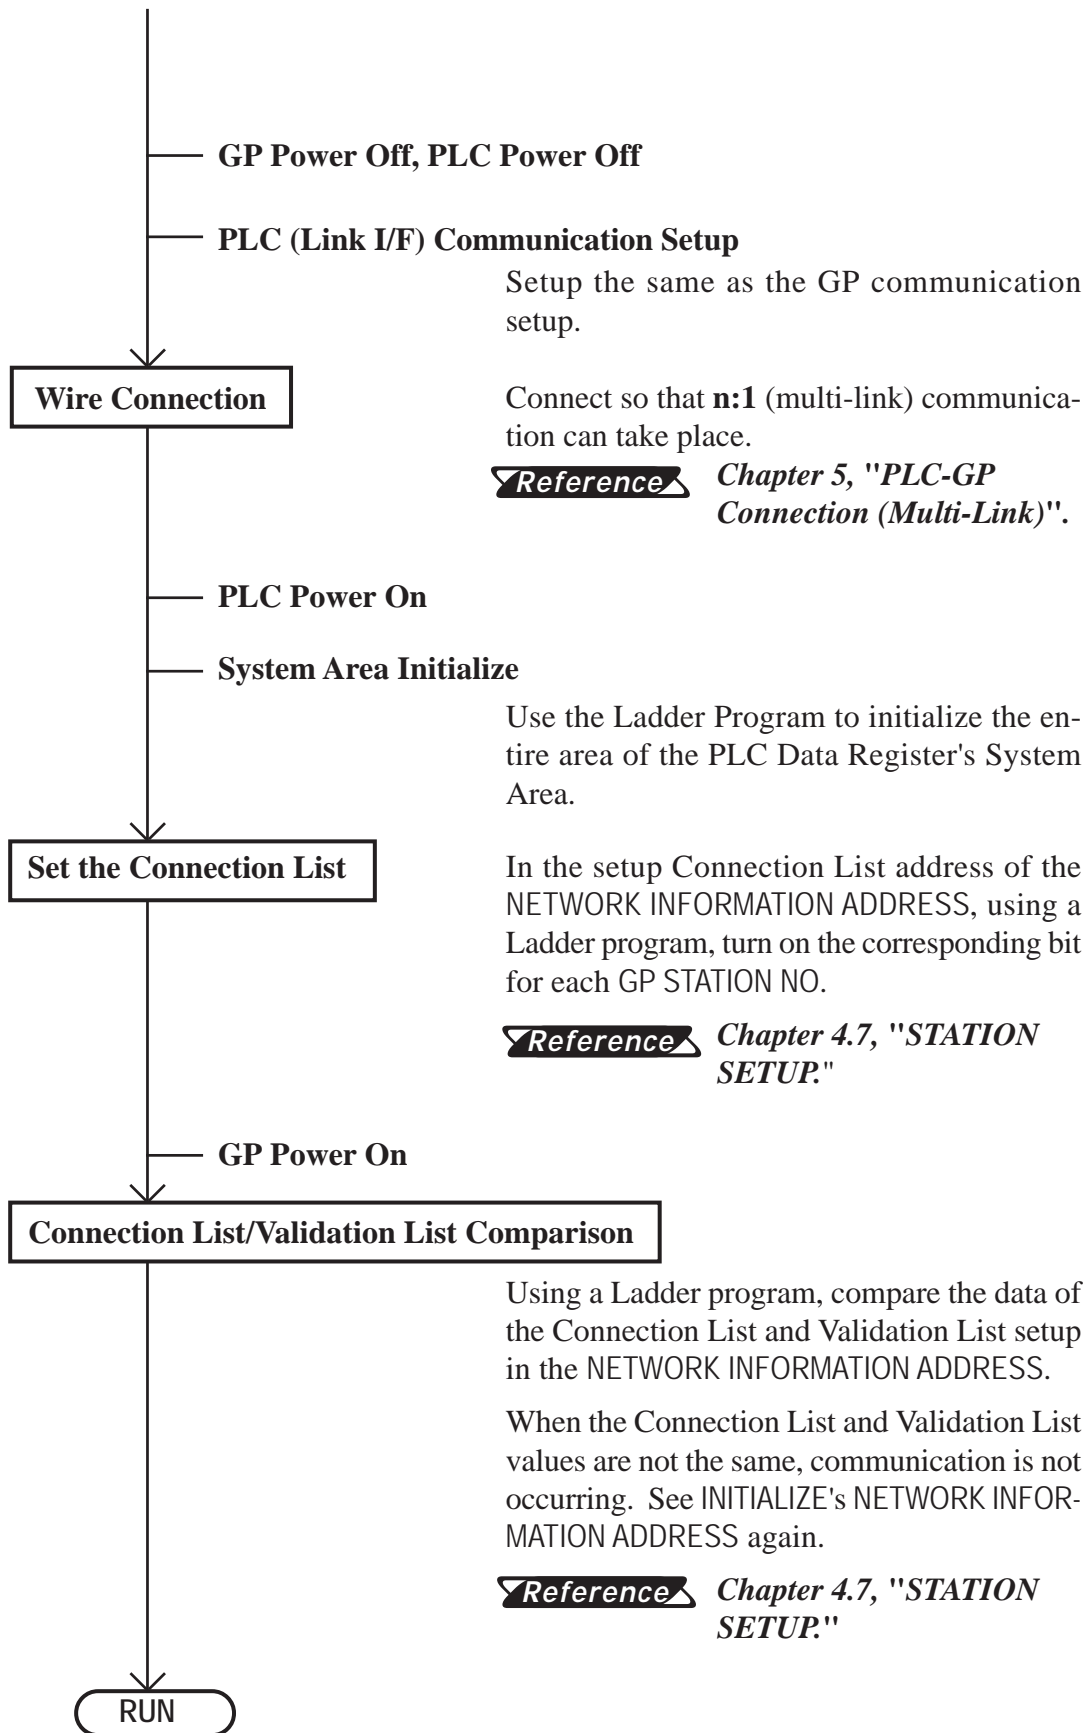 GP Power Off, PLC Power Off
PLC (Link I/F) Communication Setup
Setup the same as the GP communication
setup.
Wire Connection
Connect so that n:1 (multi-link) communica-
tion can take place.
Reference Chapter 5, "PLC-GP
Connection (Multi-Link)".
PLC Power On
System Area Initialize
Use the Ladder Program to initialize the en-
tire area of the PLC Data Register's System
Area.
Set the Connection List
In the setup Connection List address of the
NETWORK INFORMATION ADDRESS, using a
Ladder program, turn on the corresponding bit
for each GP STATION NO.
Reference Chapter 4.7, "STATION
SETUP."
GP Power On
Connection List/Validation List Comparison
Using a Ladder program, compare the data of
the Connection List and Validation List setup
in the NETWORK INFORMATION ADDRESS.
When the Connection List and Validation List
values are not the same, communication is not
occurring. See INITIALIZE's NETWORK INFOR-
MATION ADDRESS again.
Reference Chapter 4.7, "STATION
SETUP."
RUN